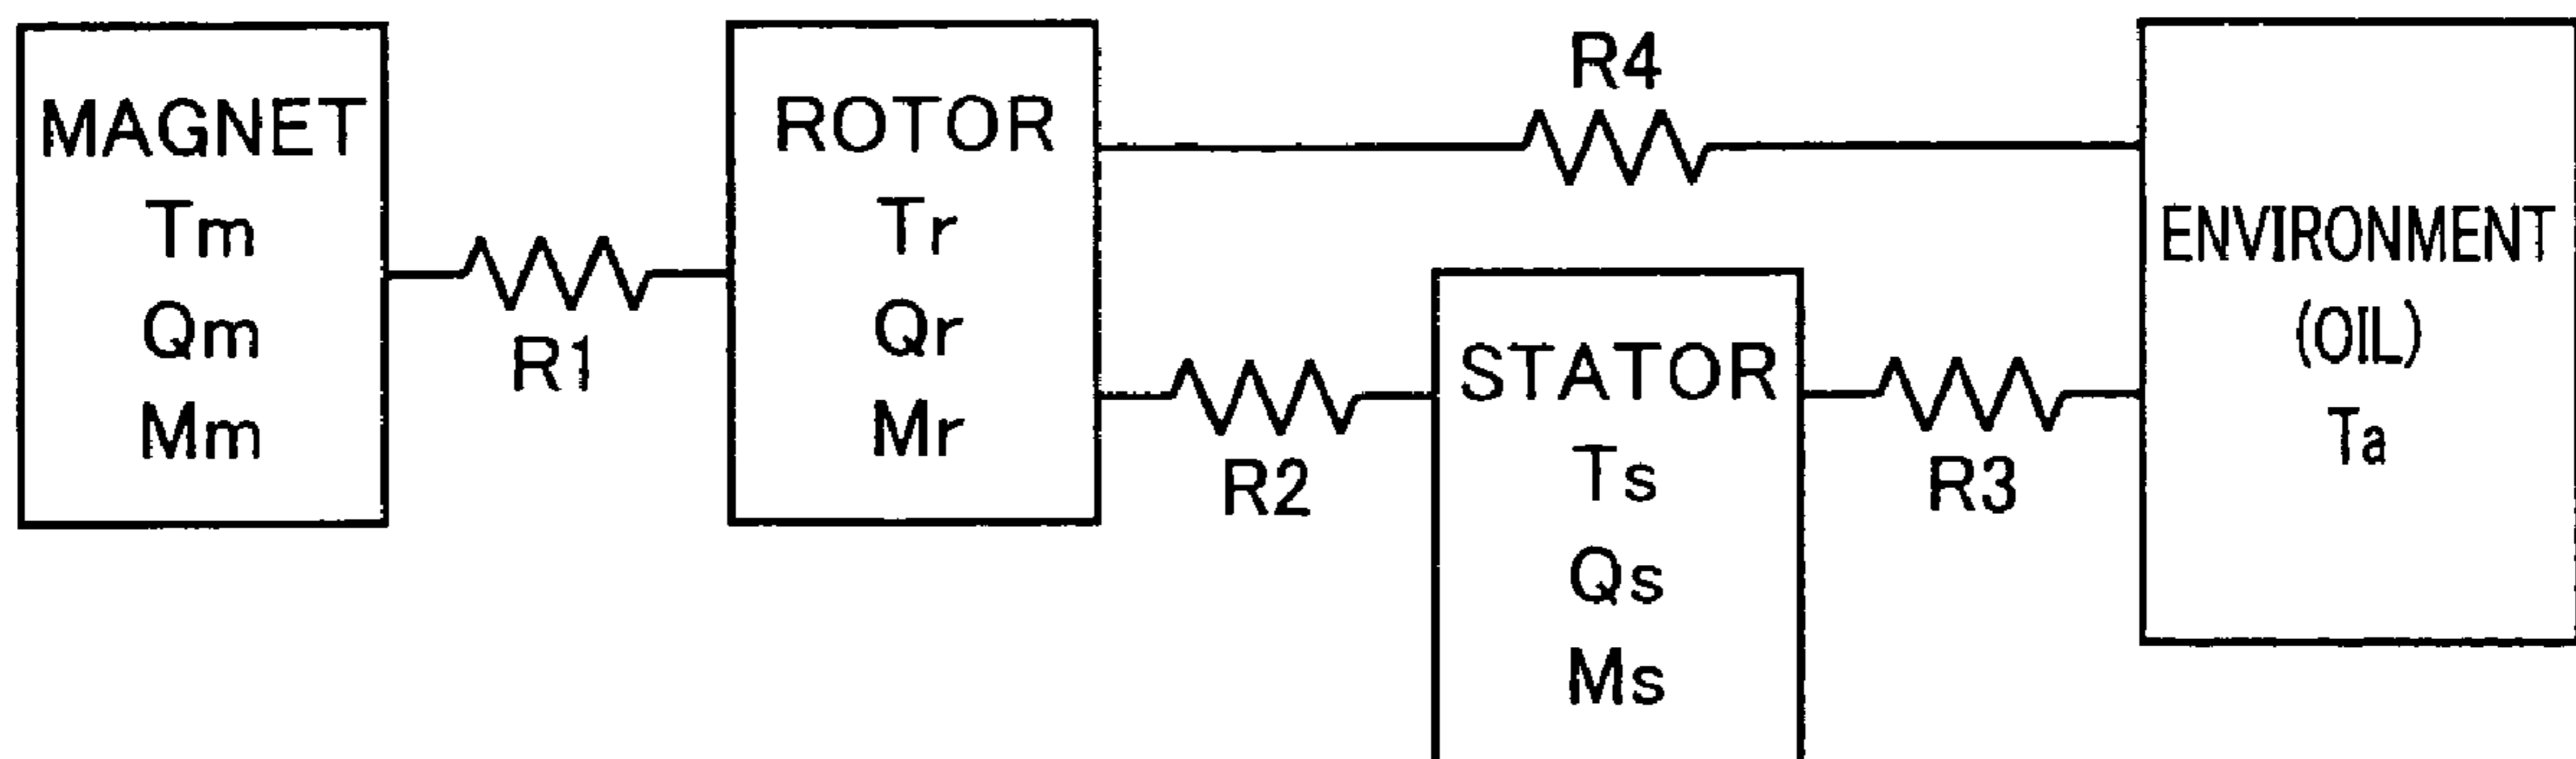 MAGNET
Tm
Qm
Mm
R1
ROTOR
Tr
Qr
Mr
R4
R2
STATOR
Ts
Qs
Ms
R3
ENVIRONMENT
(OIL)
Ta